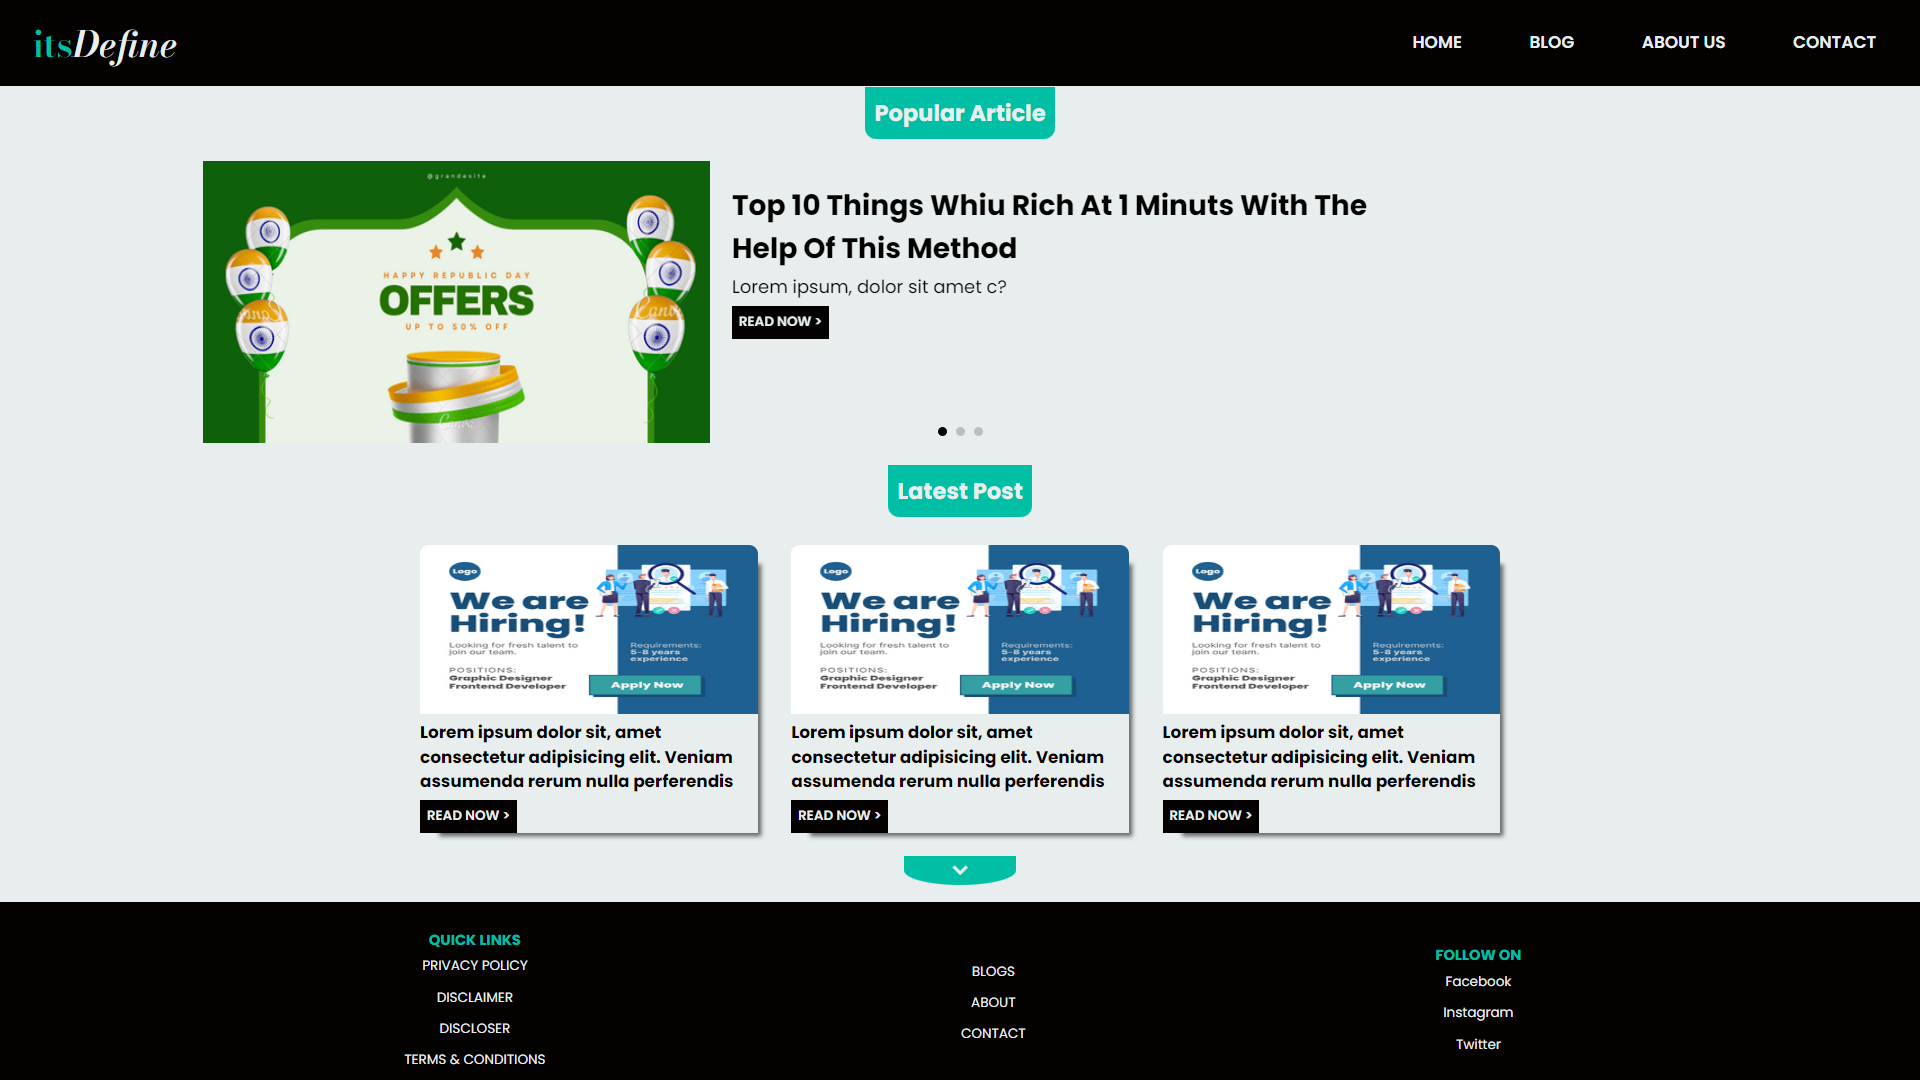 itsDefine
HOME
BLOG
ABOUT US
CONTACT
Popular Article
@grandesite
HAPPY REPUBLIC DAY
OFFERS
UP TO 50% OFF
Canva
Top 10 Things Whiu Rich At 1 Minuts With The
Help Of This Method
Lorem ipsum, dolor sit amet c?
READ NOW >
Latest Post
Logo
We are
Hiring!
Looking for fresh talent to
join our team.
POSITIONS:
Graphic Designer
Frontend Developer
Requirements:
5-8 years
experience
Apply Now
Lorem ipsum dolor sit, amet
consectetur adipisicing elit. Veniam
assumenda rerum nulla perferendis
READ NOW >
Logo
We are
Hiring!
Looking for fresh talent to
join our team.
POSITIONS:
Graphic Designer
Frontend Developer
Requirements:
5-8 years
experience
Apply Now
Lorem ipsum dolor sit, amet
consectetur adipisicing elit. Veniam
assumenda rerum nulla perferendis
READ NOW >
Logo
We are
Hiring!
Looking for fresh talent to
join our team.
POSITIONS:
Graphic Designer
Frontend Developer
Requirements:
5-8 years
experience
Apply Now
Lorem ipsum dolor sit, amet
consectetur adipisicing elit. Veniam
assumenda rerum nulla perferendis
READ NOW >
QUICK LINKS
PRIVACY POLICY
DISCLAIMER
DISCLOSER
TERMS & CONDITIONS
BLOGS
ABOUT
CONTACT
FOLLOW ON
Facebook
Instagram
Twitter